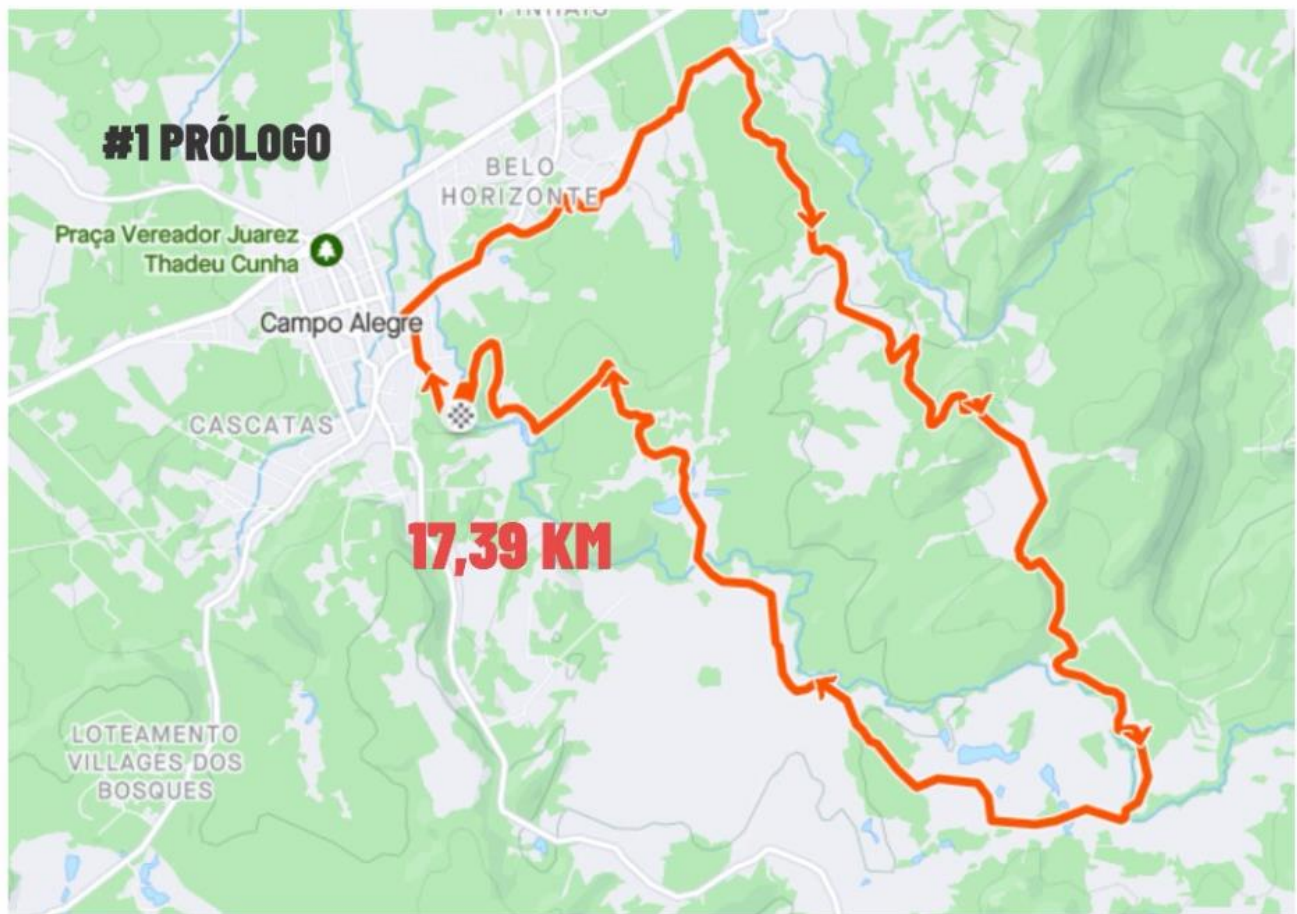 PINHAIS
#1 PRÓLOGO
BELO
HORIZONTE
Praça Vereador Juarez
Thadeu Cunha
Campo Alegre
CASCATAS
17,39 KM
LOTEAMENTO
VILLAGES DOS
BOSQUES